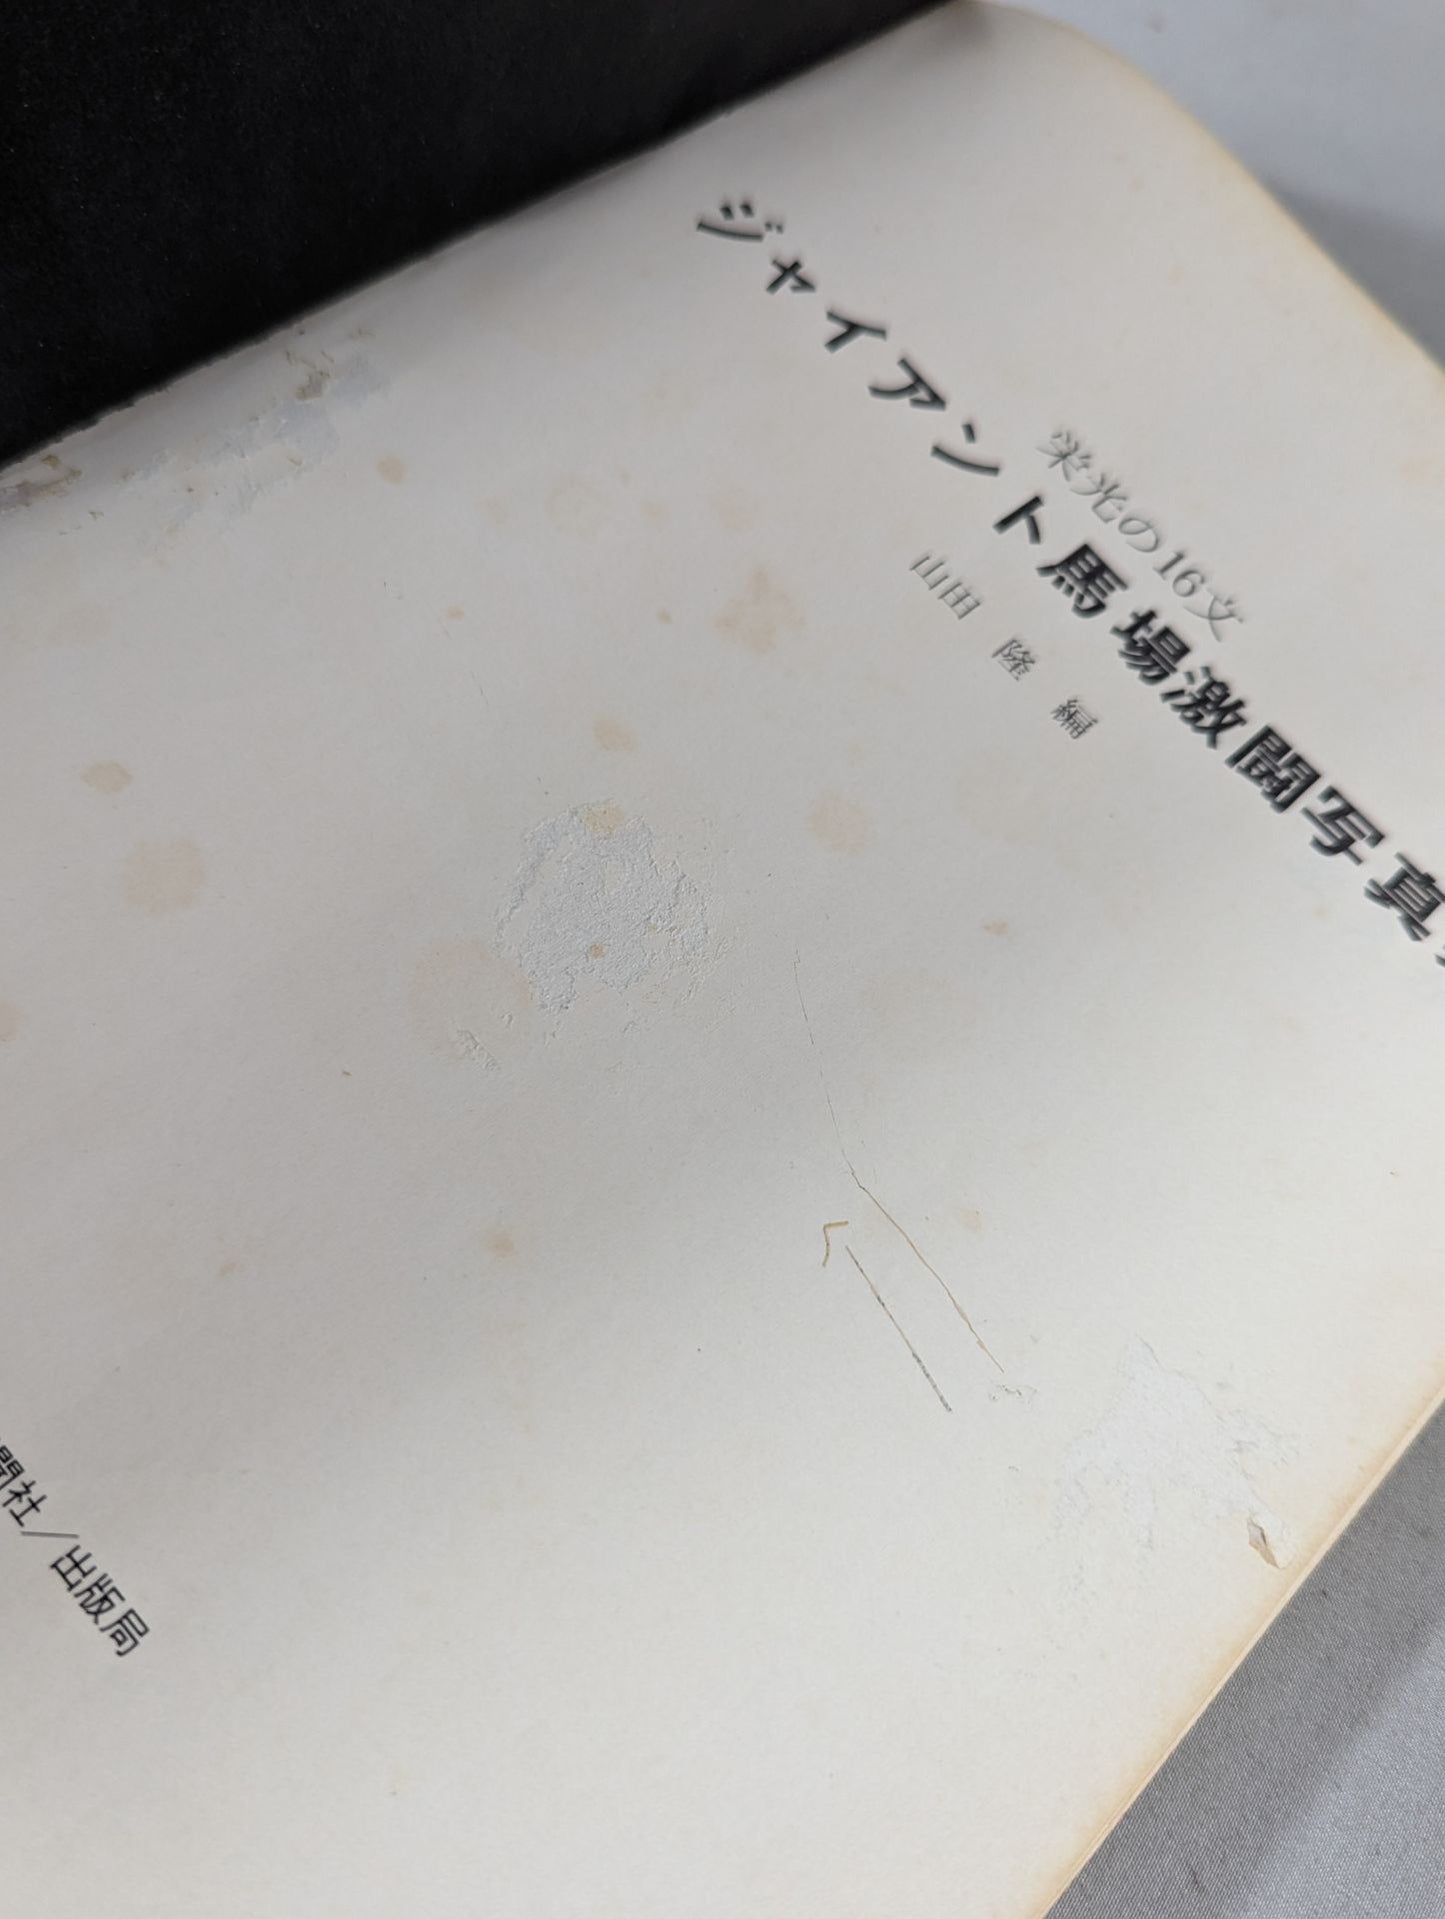 栄光の16文
ジャイアント馬場激闘写真
山田 隆 編
聞社／出版局